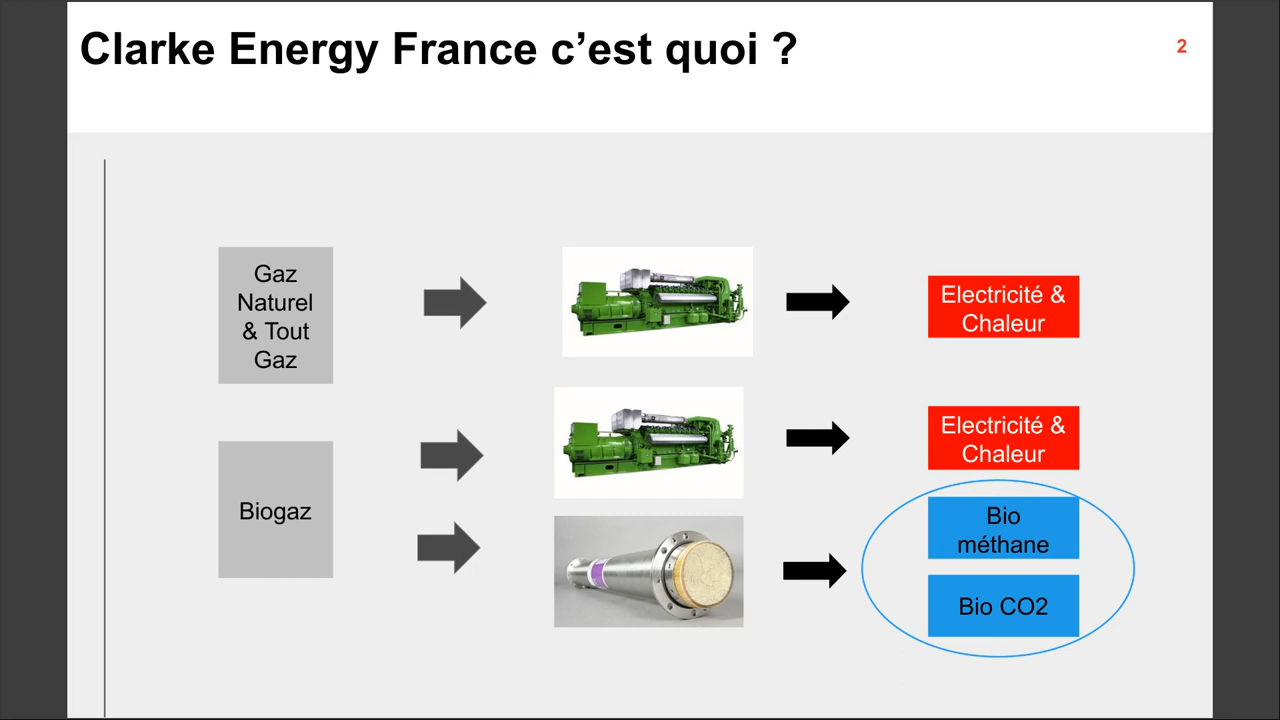 Clarke Energy France c’est quoi ?
2
Gaz
Naturel
& Tout
Gaz
Electricité &
Chaleur
Biogaz
Electricité &
Chaleur
Bio
méthane
Bio CO2